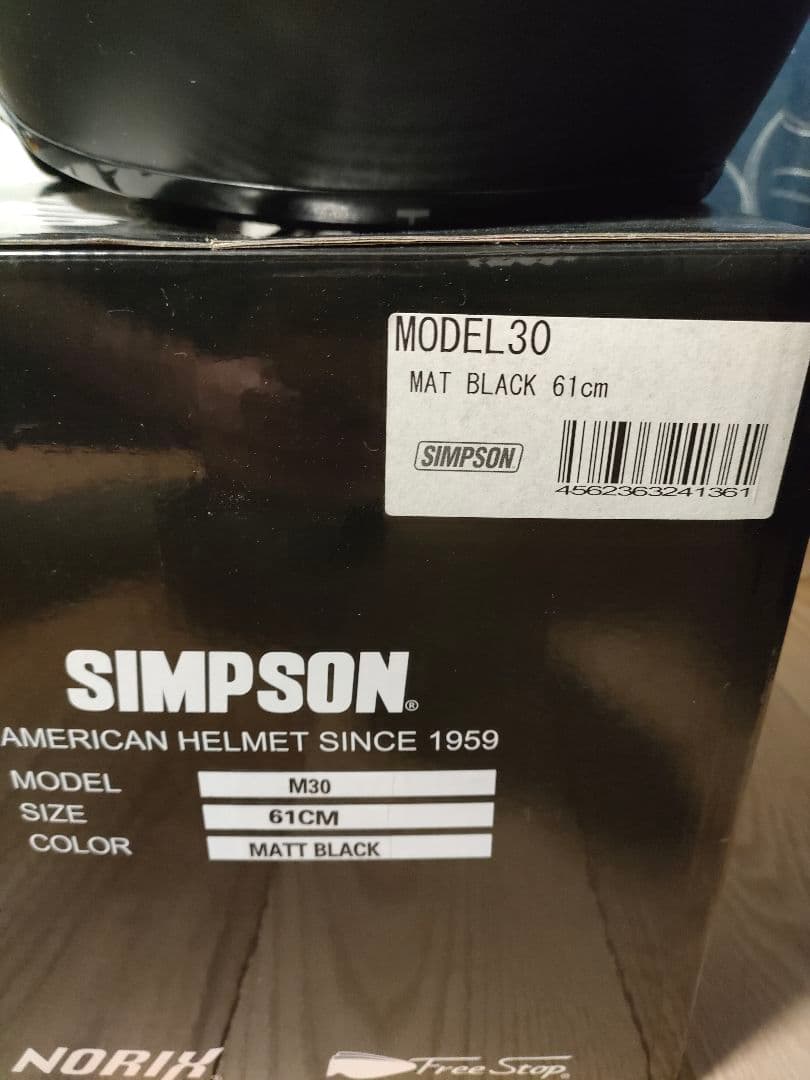 MODEL30
MAT BLACK 61cm
SIMPSON
4562363241361
SIMPSON®
AMERICAN HELMET SINCE 1959
MODEL M30
SIZE 61CM
COLOR MATT BLACK
NORIX
Free Stop